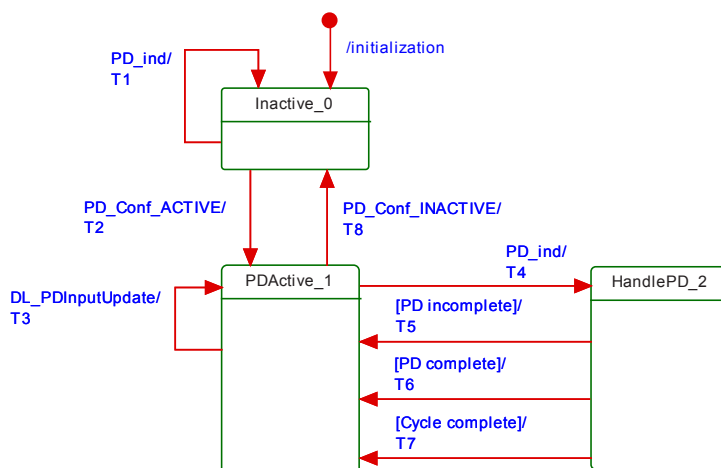 /initialization
PD_ind/
T1
Inactive_0
PD_Conf_ACTIVE/
T2
PD_Conf_INACTIVE/
T8
PD_ind/
T4
DL_PDInputUpdate/
T3
PDActive_1
HandlePD_2
[PD incomplete]/
T5
[PD complete]/
T6
[Cycle complete]/
T7